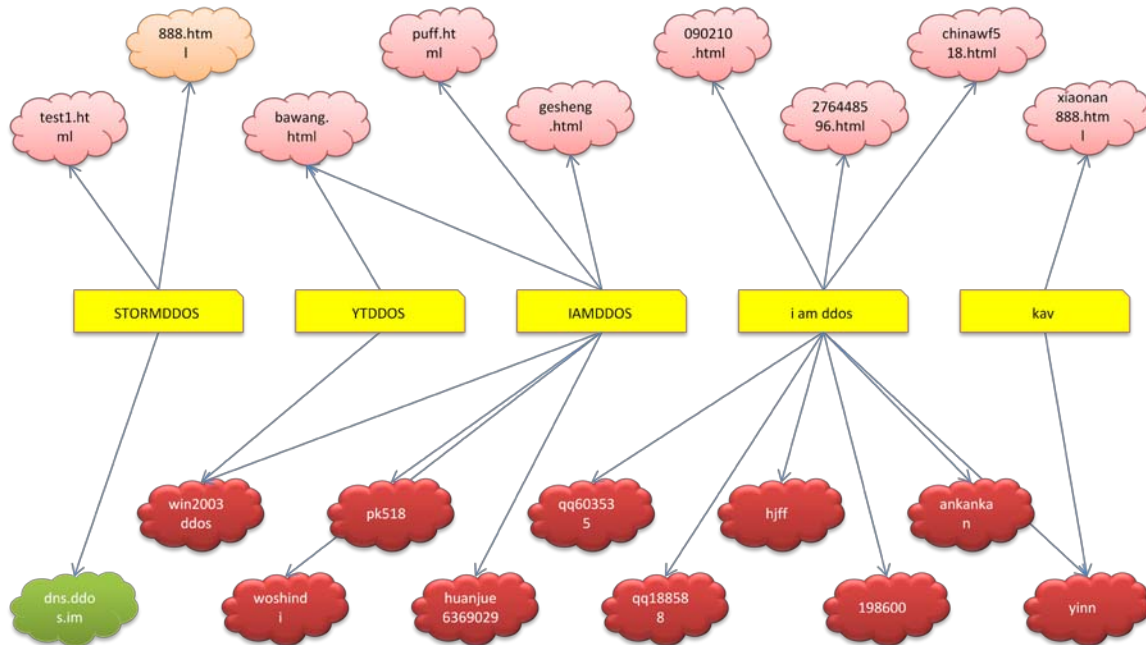 888.htm
l
puff.ht
ml
090210
.html
chinawf5
18.html
test1.ht
ml
bawang.
html
gesheng
.html
2764485
96.html
xiaonan
888.htm
l
STORMDDOS
YTDDOS
IAMDDOS
i am ddos
kav
win2003
ddos
pk518
qq60353
5
hjff
ankanka
n
dns.ddo
s.im
woshind
i
huanjue
6369029
qq18858
8
198600
yinn